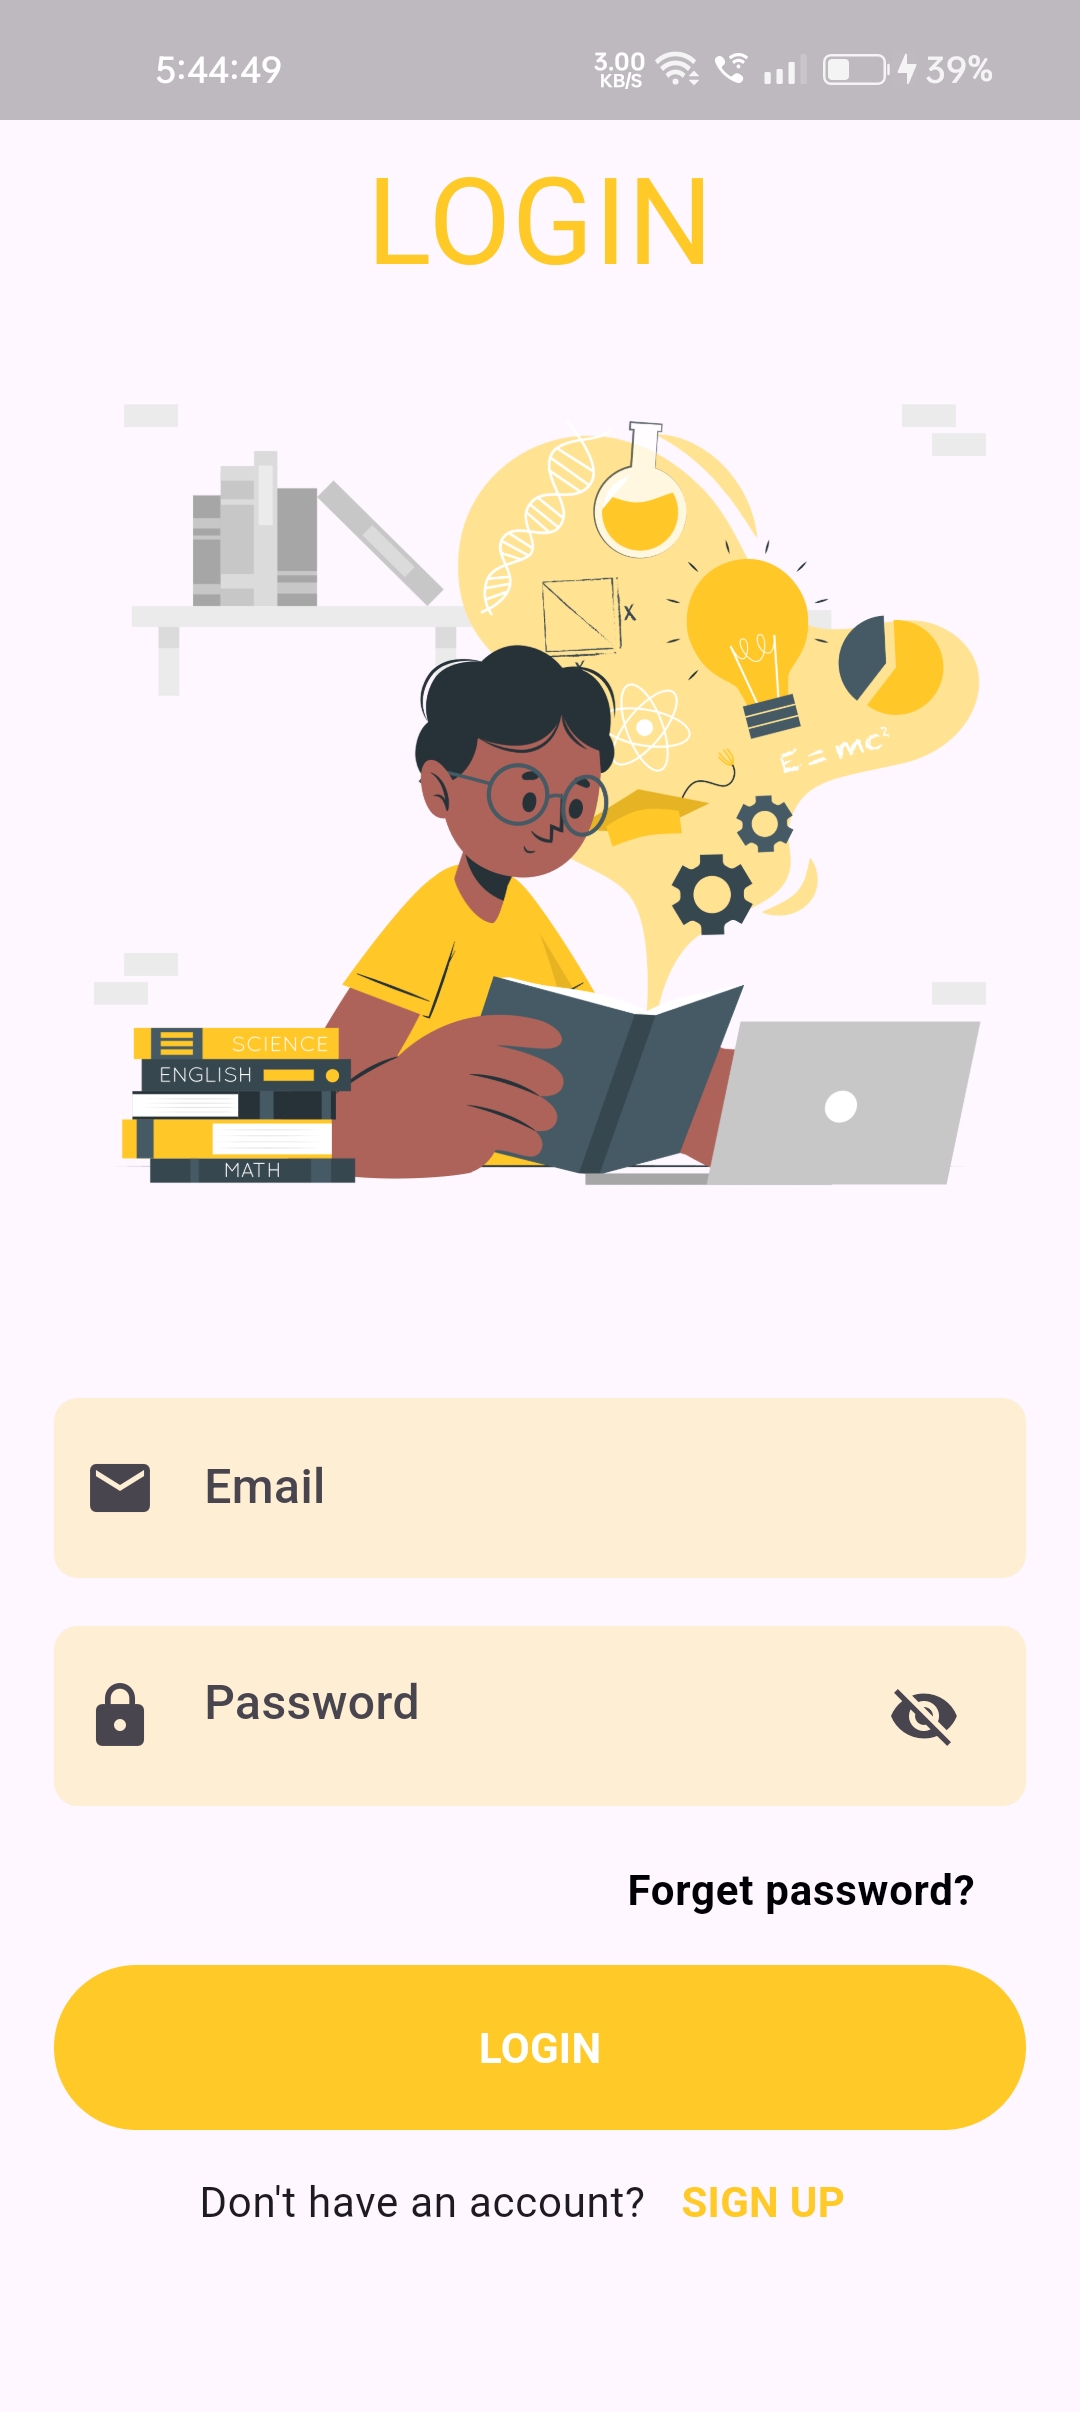 5:44:49 3.00 KB/S 39%
LOGIN
X
X
E = mc²
SCIENCE
ENGLISH
MATH
Email
Password
Forget password?
LOGIN
Don't have an account? SIGN UP